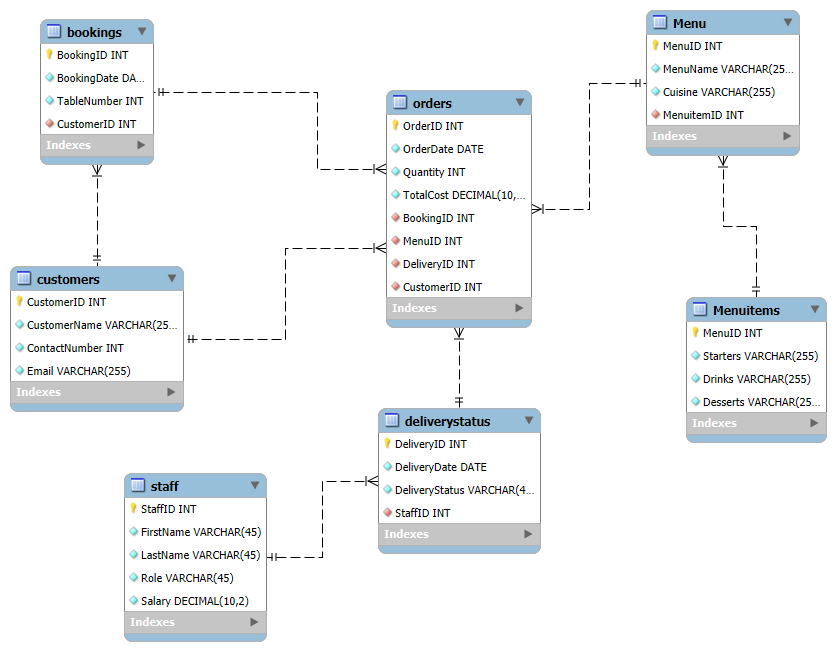 bookings
BookingID INT
BookingDate DA...
TableNumber INT
CustomerID INT
Indexes
customers
CustomerID INT
CustomerName VARCHAR(25...
ContactNumber INT
Email VARCHAR(255)
Indexes
orders
OrderID INT
OrderDate DATE
Quantity INT
TotalCost DECIMAL(10,...
BookingID INT
MenuID INT
DeliveryID INT
CustomerID INT
Indexes
Menu
MenuID INT
MenuName VARCHAR(25...
Cuisine VARCHAR(255)
MenuitemID INT
Indexes
Menuitems
MenuID INT
Starters VARCHAR(255)
Drinks VARCHAR(255)
Desserts VARCHAR(25...
Indexes
deliverystatus
DeliveryID INT
DeliveryDate DATE
DeliveryStatus VARCHAR(4...
StaffID INT
Indexes
staff
StaffID INT
FirstName VARCHAR(45)
LastName VARCHAR(45)
Role VARCHAR(45)
Salary DECIMAL(10,2)
Indexes